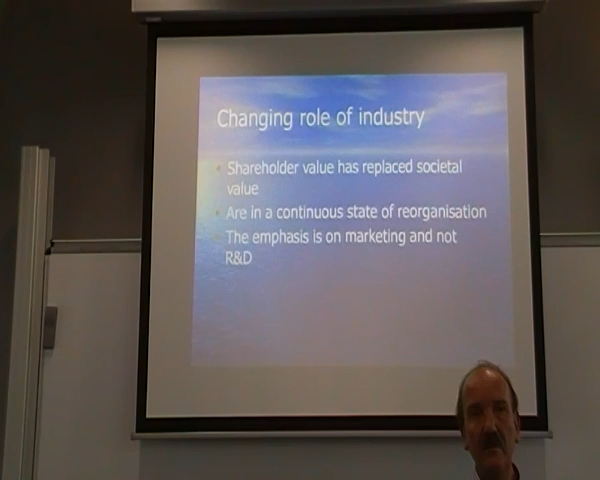 Changing role of industry
Shareholder value has replaced societal
value
Are in a continuous state of reorganisation
The emphasis is on marketing and not
R&D